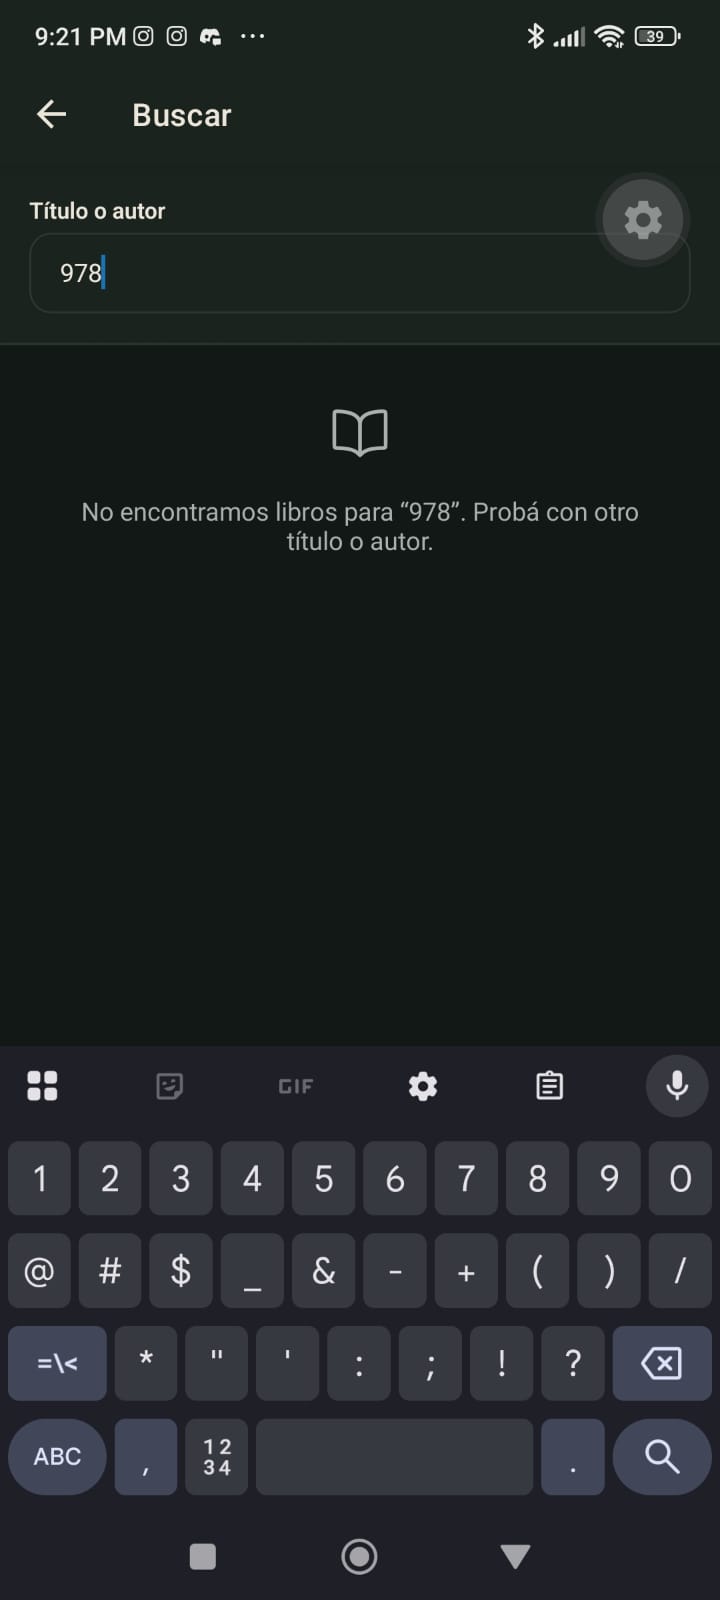 9:21 PM ... 39
Buscar
Título o autor
978
No encontramos libros para “978”. Probá con otro
título o autor.
GIF
1 2 3 4 5 6 7 8 9 0
@ # $ _ & - + ( ) /
=\< * " ' : ; ! ?
ABC , 12 34 .